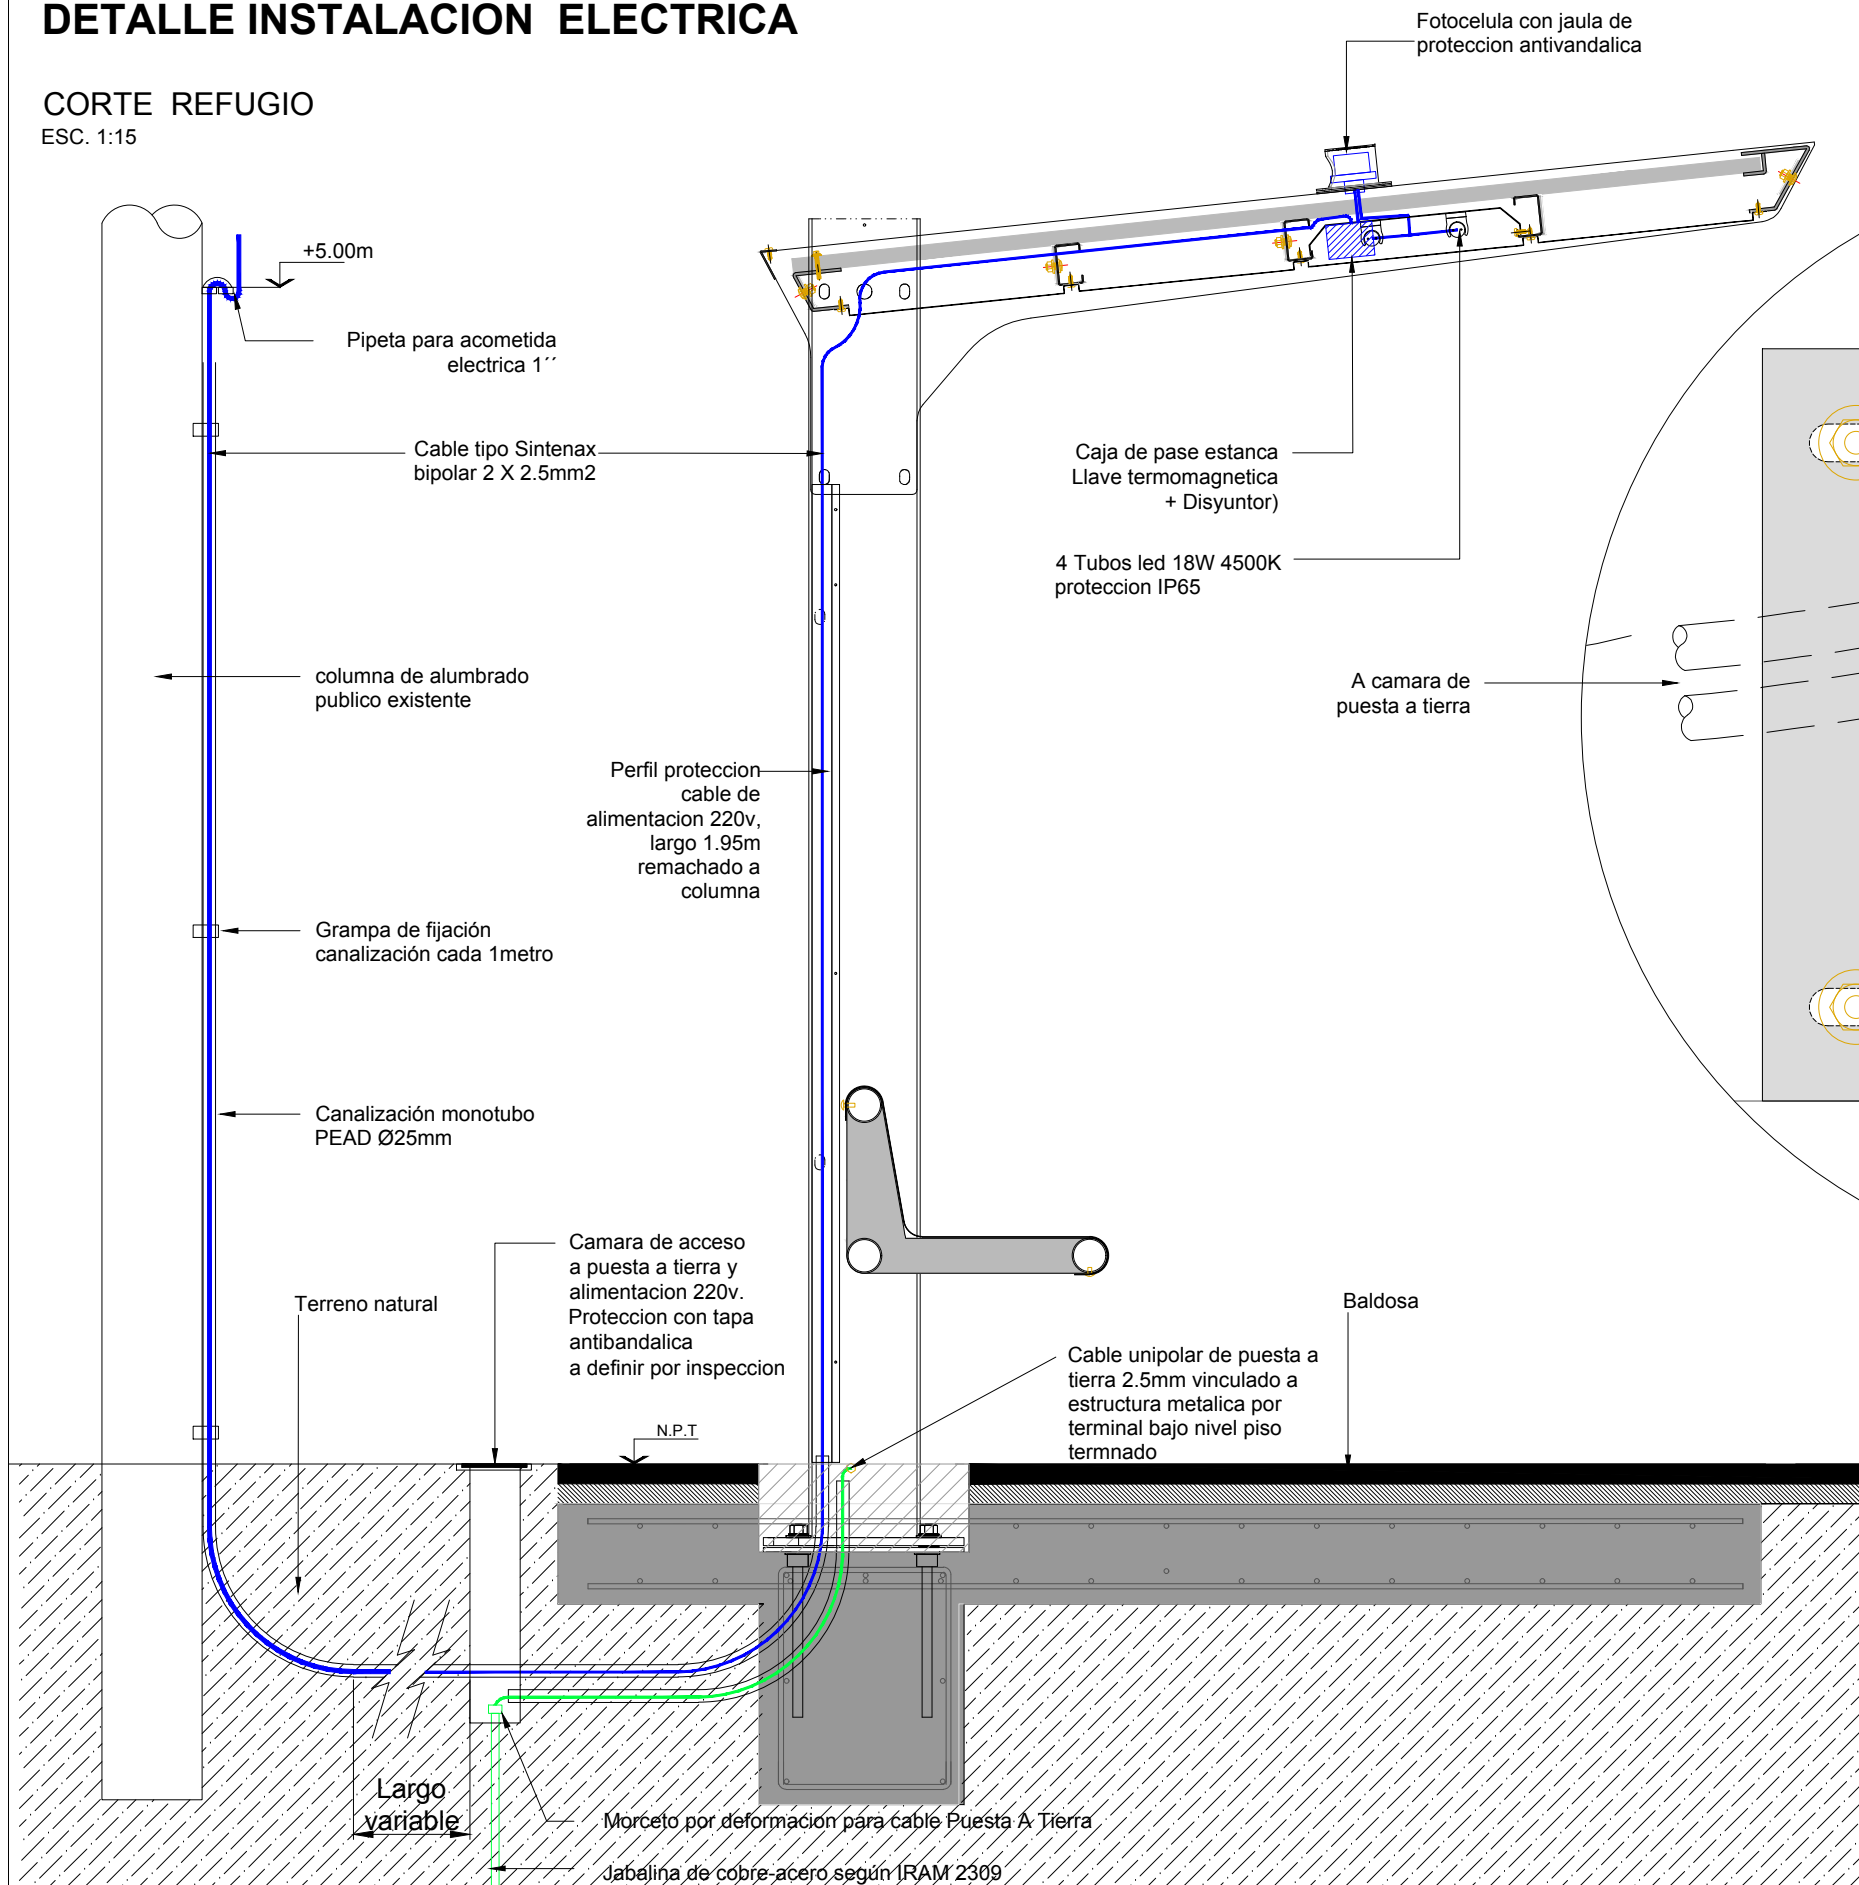 DETALLE INSTALACION ELECTRICA
CORTE REFUGIO
ESC. 1:15
Fotocelula con jaula de
proteccion antivandalica
+5.00m
Pipeta para acometida
electrica 1´´
Cable tipo Sintenax
bipolar 2 X 2.5mm2
Caja de pase estanca
Llave termomagnetica
+ Disyuntor)
4 Tubos led 18W 4500K
proteccion IP65
columna de alumbrado
publico existente
A camara de
puesta a tierra
Perfil proteccion
cable de
alimentacion 220v,
largo 1.95m
remachado a
columna
Grampa de fijación
canalización cada 1metro
Canalización monotubo
PEAD Ø25mm
Camara de acceso
a puesta a tierra y
alimentacion 220v.
Proteccion con tapa
antibandalica
a definir por inspeccion
Terreno natural
Baldosa
Cable unipolar de puesta a
tierra 2.5mm vinculado a
estructura metalica por
terminal bajo nivel piso
termnado
N.P.T
Largo
variable
Morceto por deformacion para cable Puesta A Tierra
Jabalina de cobre-acero según IRAM 2309